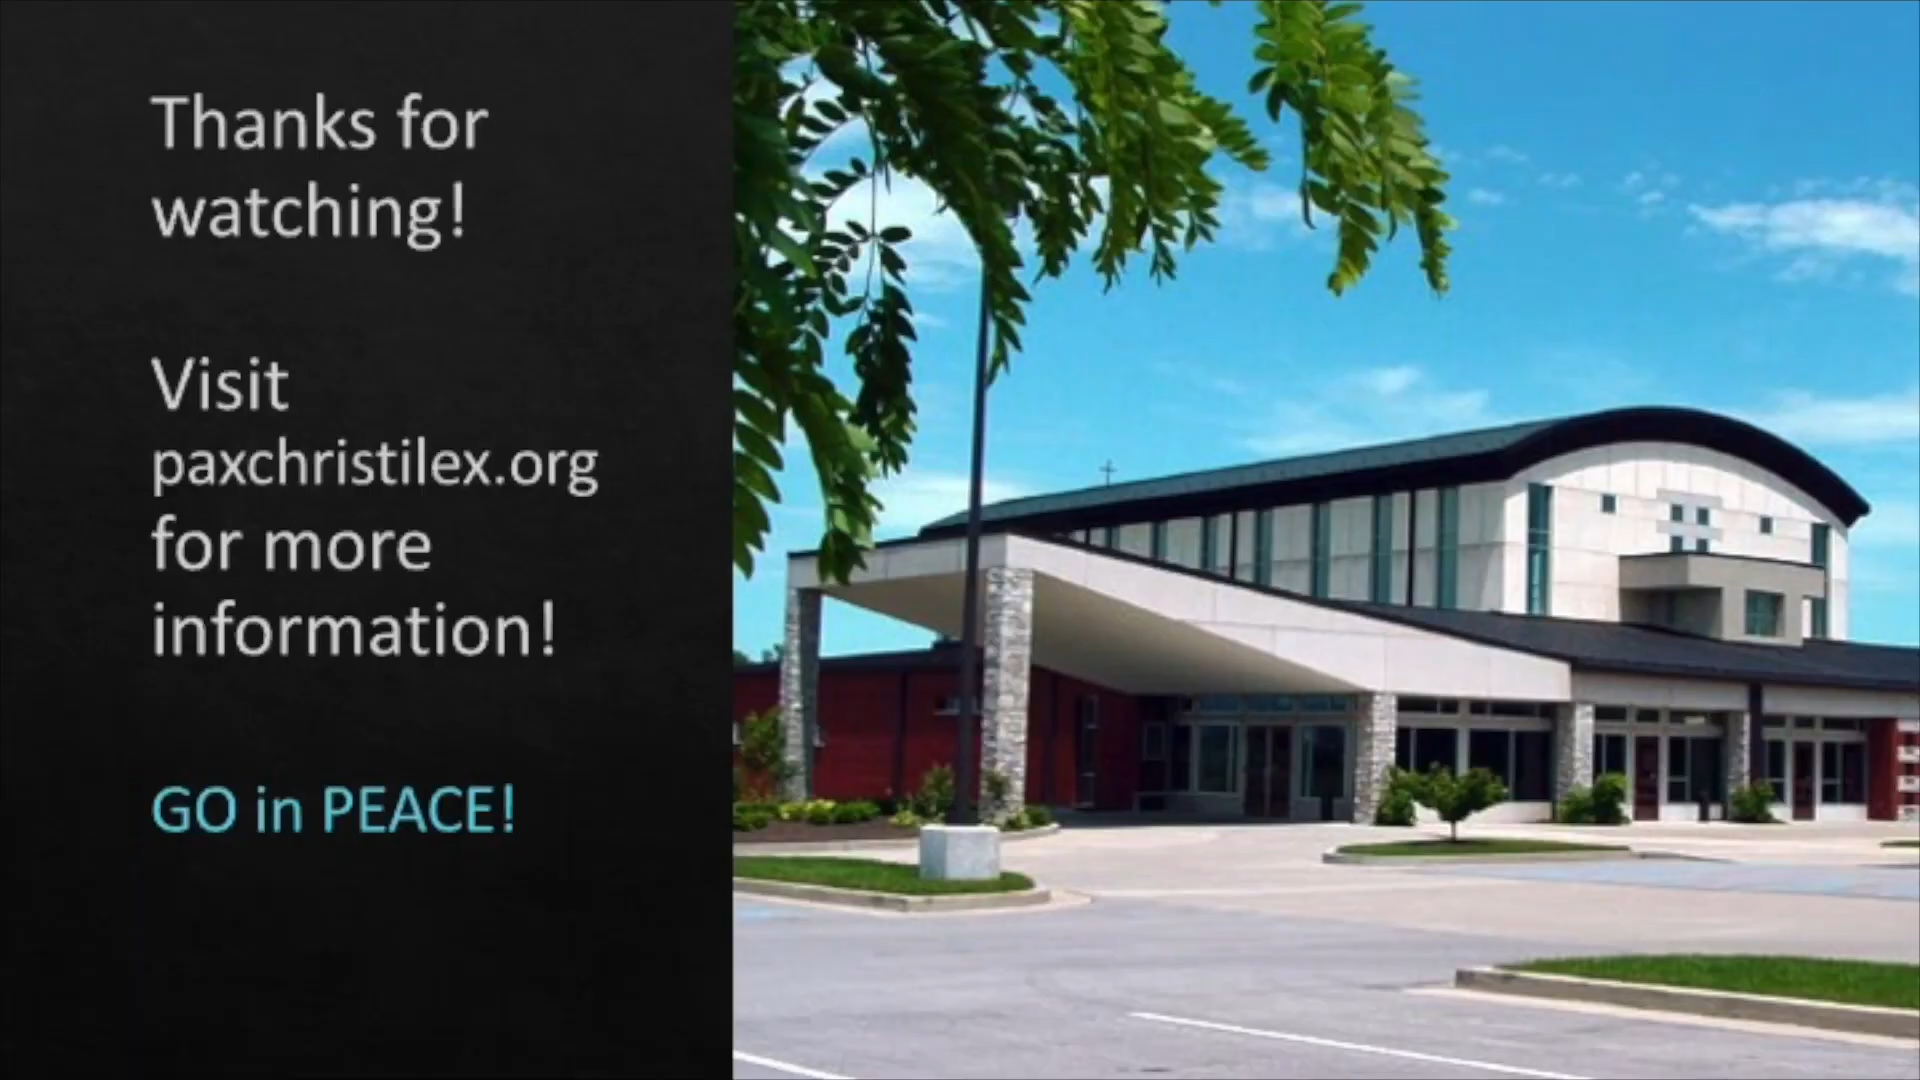 Thanks for
watching!
Visit
paxchristilex.org
for more
information!
GO in PEACE!